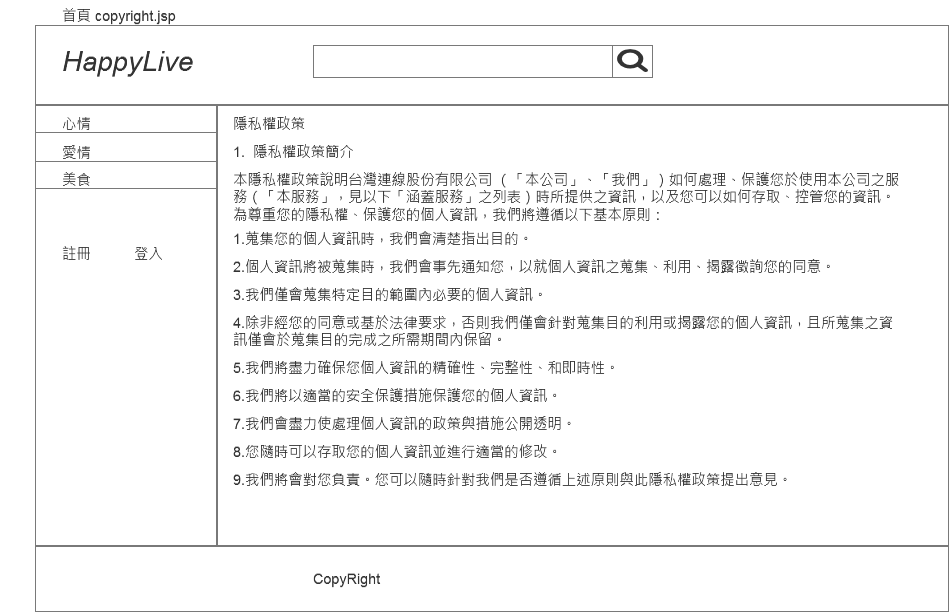 首頁 copyright.jsp
HappyLive
心情
愛情
美食
註冊 登入
隱私權政策
1. 隱私權政策簡介
本隱私權政策說明台灣連線股份有限公司（「本公司」、「我們」）如何處理、保護您於使用本公司之服
務（「本服務」，見以下「涵蓋服務」之列表）時所提供之資訊，以及您可以如何存取、控管您的資訊。
為尊重您的隱私權、保護您的個人資訊，我們將遵循以下基本原則：
1.蒐集您的個人資訊時，我們會清楚指出目的。
2.個人資訊將被蒐集時，我們會事先通知您，以就個人資訊之蒐集、利用、揭露徵詢您的同意。
3.我們僅會蒐集特定目的範圍內必要的個人資訊。
4.除非經您的同意或基於法律要求，否則我們僅會針對蒐集目的利用或揭露您的個人資訊，且所蒐集之資
訊僅會於蒐集目的完成之所需期間內保留。
5.我們將盡力確保您個人資訊的精確性、完整性、和即時性。
6.我們將以適當的安全保護措施保護您的個人資訊。
7.我們會盡力使處理個人資訊的政策與措施公開透明。
8.您隨時可以存取您的個人資訊並進行適當的修改。
9.我們將會對您負責。您可以隨時針對我們是否遵循上述原則與此隱私權政策提出意見。
CopyRight